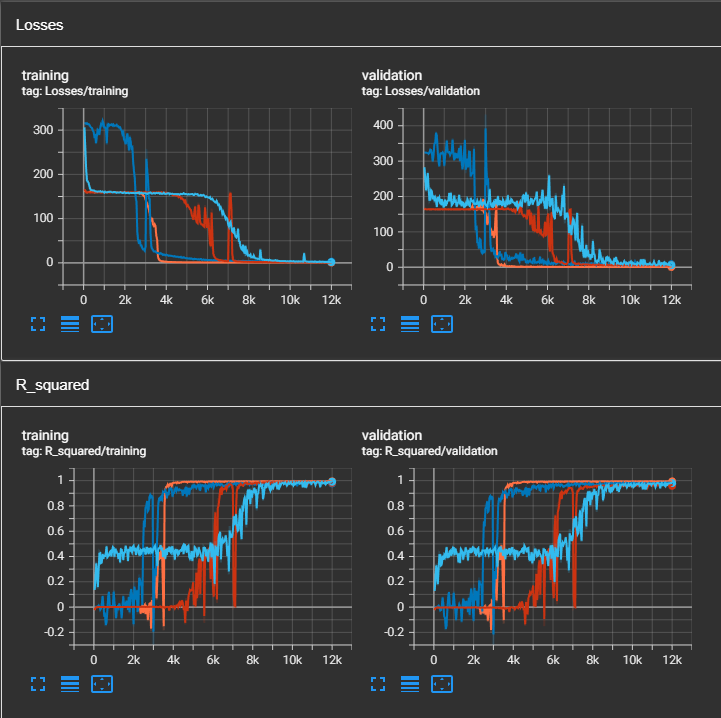 Losses
training
tag: Losses/training
validation
tag: Losses/validation
300
200
100
0
0 2k 4k 6k 8k 10k 12k
400
300
200
100
0
0 2k 4k 6k 8k 10k 12k
R_squared
training
tag: R_squared/training
validation
tag: R_squared/validation
1
0.8
0.6
0.4
0.2
0
-0.2
0 2k 4k 6k 8k 10k 12k
1
0.8
0.6
0.4
0.2
0
-0.2
0 2k 4k 6k 8k 10k 12k